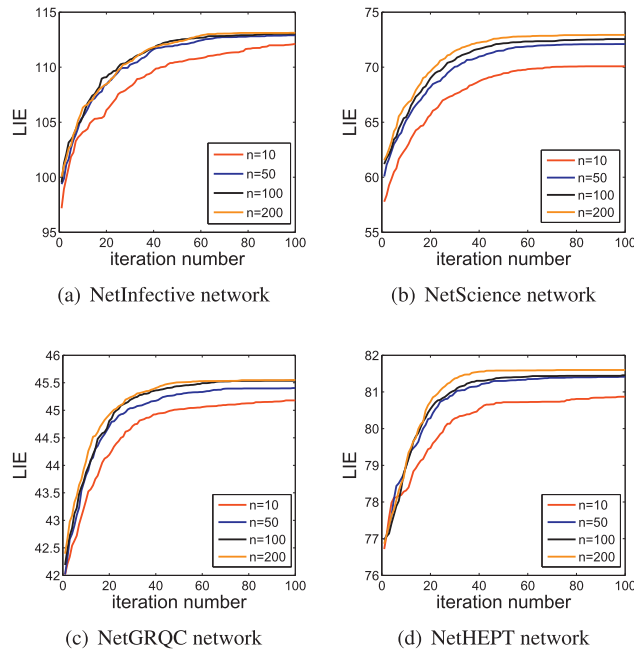 115
110
105
100
95
LIE
0 20 40 60 80 100
iteration number
n=10
n=50
n=100
n=200
(a) NetInfective network
75
70
65
60
55
LIE
0 20 40 60 80 100
iteration number
n=10
n=50
n=100
n=200
(b) NetScience network
46
45.5
45
44.5
44
43.5
43
42.5
42
LIE
0 20 40 60 80 100
iteration number
n=10
n=50
n=100
n=200
(c) NetGRQC network
82
81
80
79
78
77
76
LIE
0 20 40 60 80 100
iteration number
n=10
n=50
n=100
n=200
(d) NetHEPT network